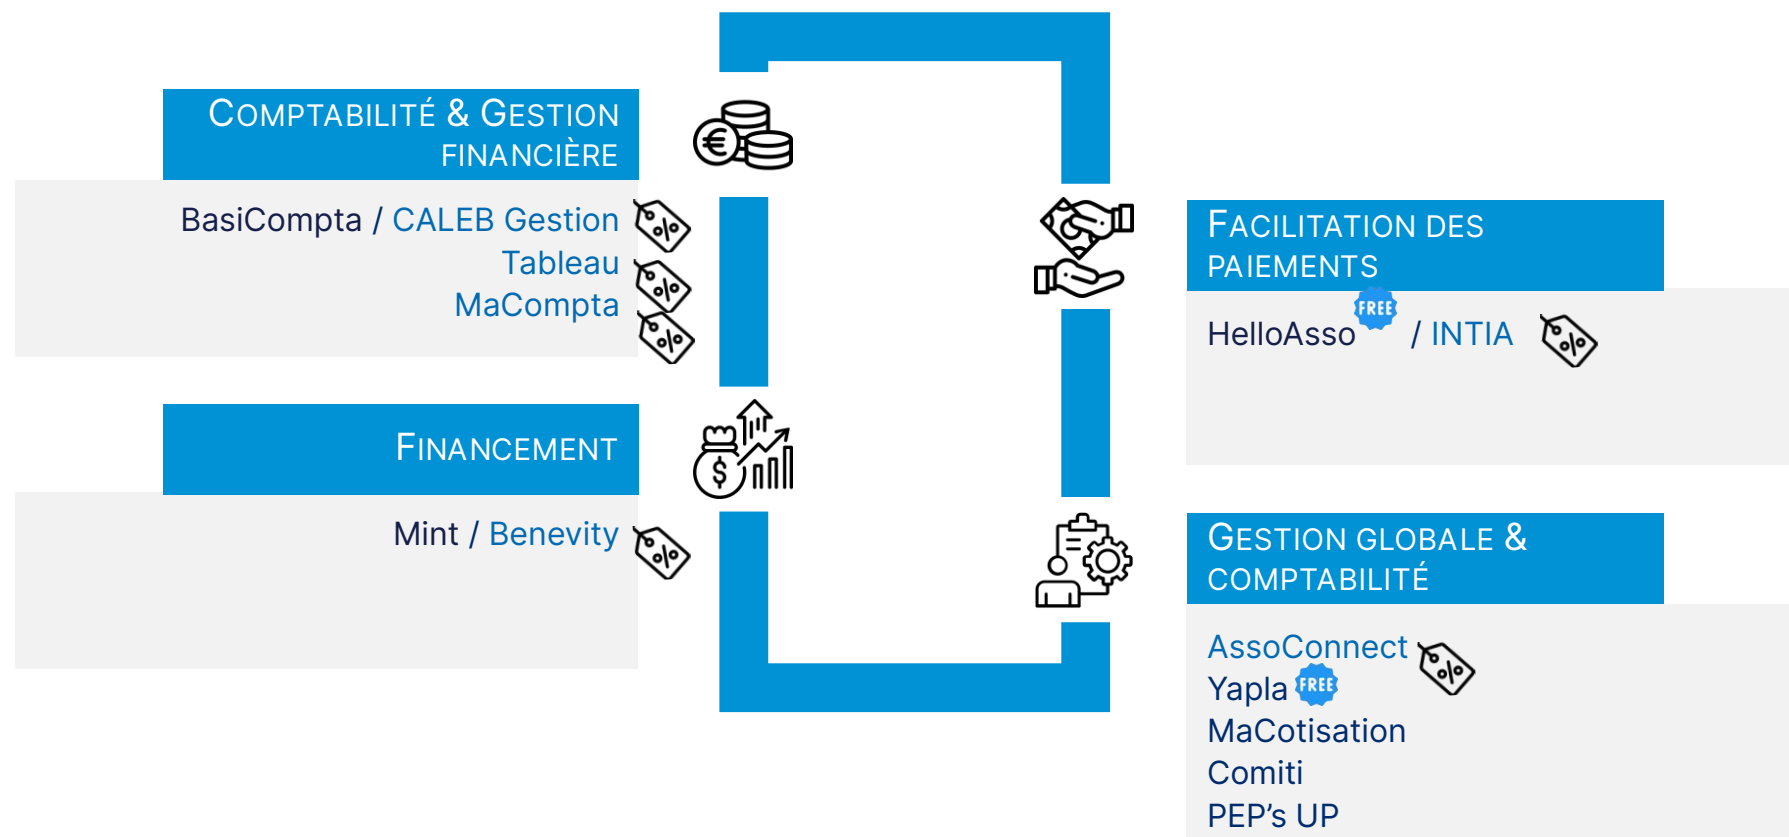 COMPTABILITÉ & GESTION
FINANCIÈRE
BasiCompta / CALEB Gestion
Tableau
MaCompta
FINANCEMENT
Mint / Benevity
FACILITATION DES
PAIEMENTS
FREE
HelloAsso / INTIA
GESTION GLOBALE &
COMPTABILITÉ
AssoConnect
Yapla FREE
MaCotisation
Comiti
PEP’s UP